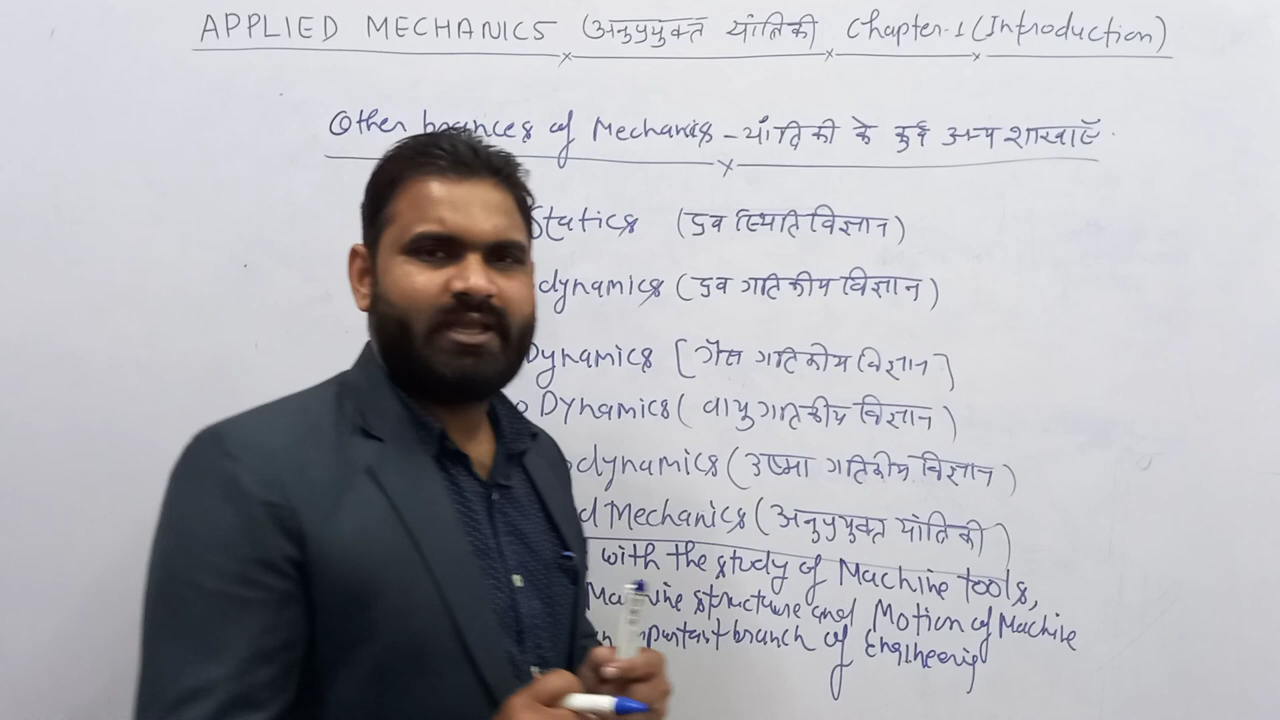 APPLIED MECHANICS (अनुप्रयुक्त यांत्रिकी) Chapter-1 (Introduction)
Other brances of Mechanics - यांत्रिकी के कुछ अन्य शाखाएँ.
Statics (द्रव स्थिति विज्ञान)
dynamics (द्रव गतिकीय विज्ञान)
Dynamics [गैस गतिकीय विज्ञान]
o Dynamics (वायु गतिकीय विज्ञान)
dynamics (उष्मा गतिकीय विज्ञान)
d Mechanics (अनुप्रयुक्त यांत्रिकी)
with the study of Machine tools,
Machine structure and Motion of Machine
important branch of Engineering